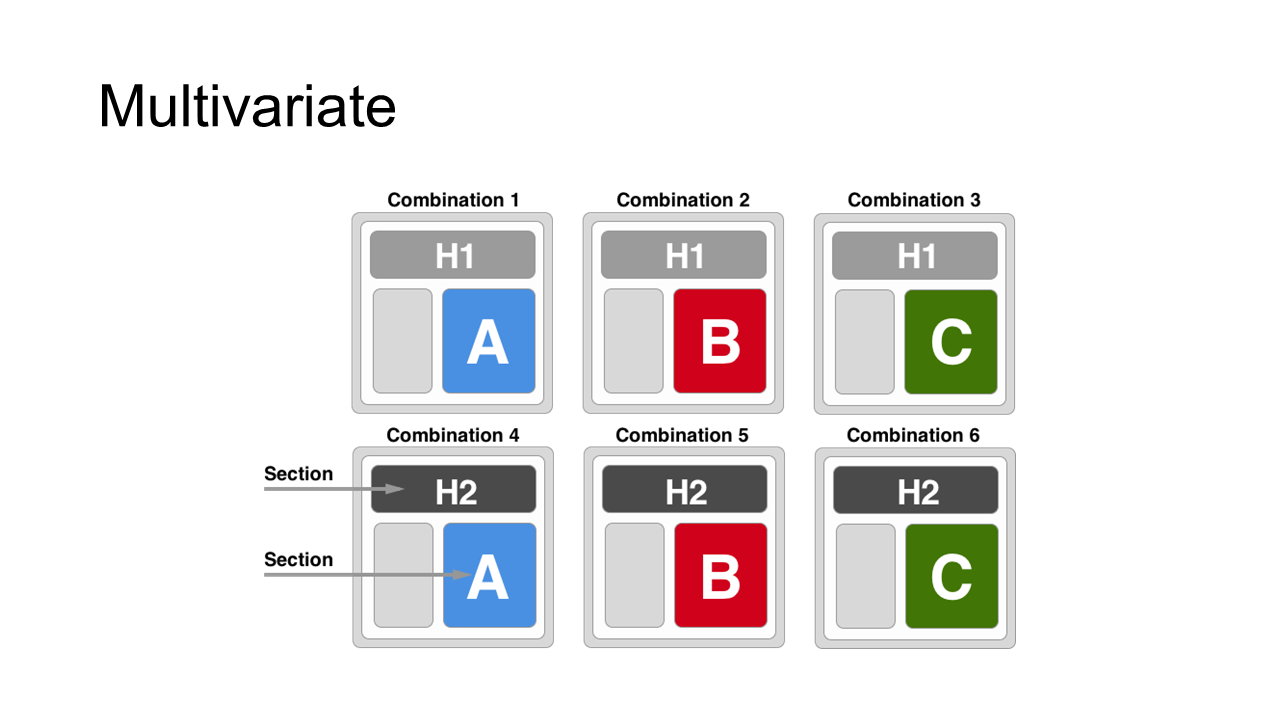 Multivariate
Combination 1
Combination 2
Combination 3
H1
H1
H1
A
B
C
Combination 4
Combination 5
Combination 6
Section
H2
H2
H2
Section
A
B
C